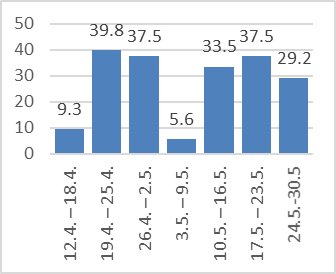 50
40
30
20
10
0
9.3
39.8
37.5
5.6
33.5
37.5
29.2
12.4. – 18.4.
19.4. – 25.4.
26.4. – 2.5.
3.5. – 9.5.
10.5. – 16.5.
17.5. – 23.5.
24.5.-30.5